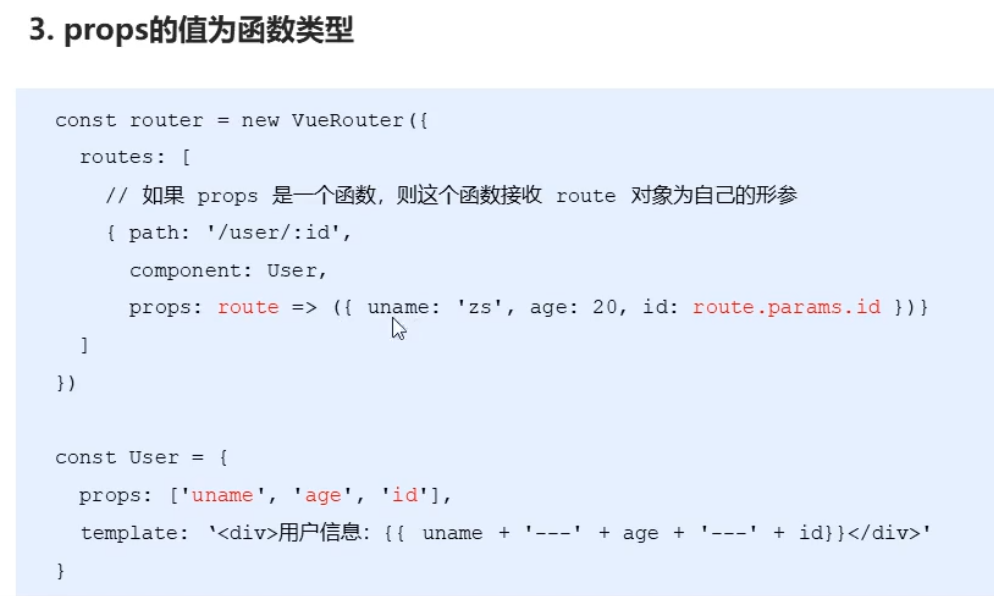 3. props的值为函数类型
const router = new VueRouter({
routes: [
// 如果 props 是一个函数，则这个函数接收 route 对象为自己的形参
{ path: '/user/:id',
component: User,
props: route => ({ uname: 'zs', age: 20, id: route.params.id })}
]
})
const User = {
props: ['uname', 'age', 'id'],
template: '<div>用户信息：{{ uname + '---' + age + '---' + id}}</div>'
}